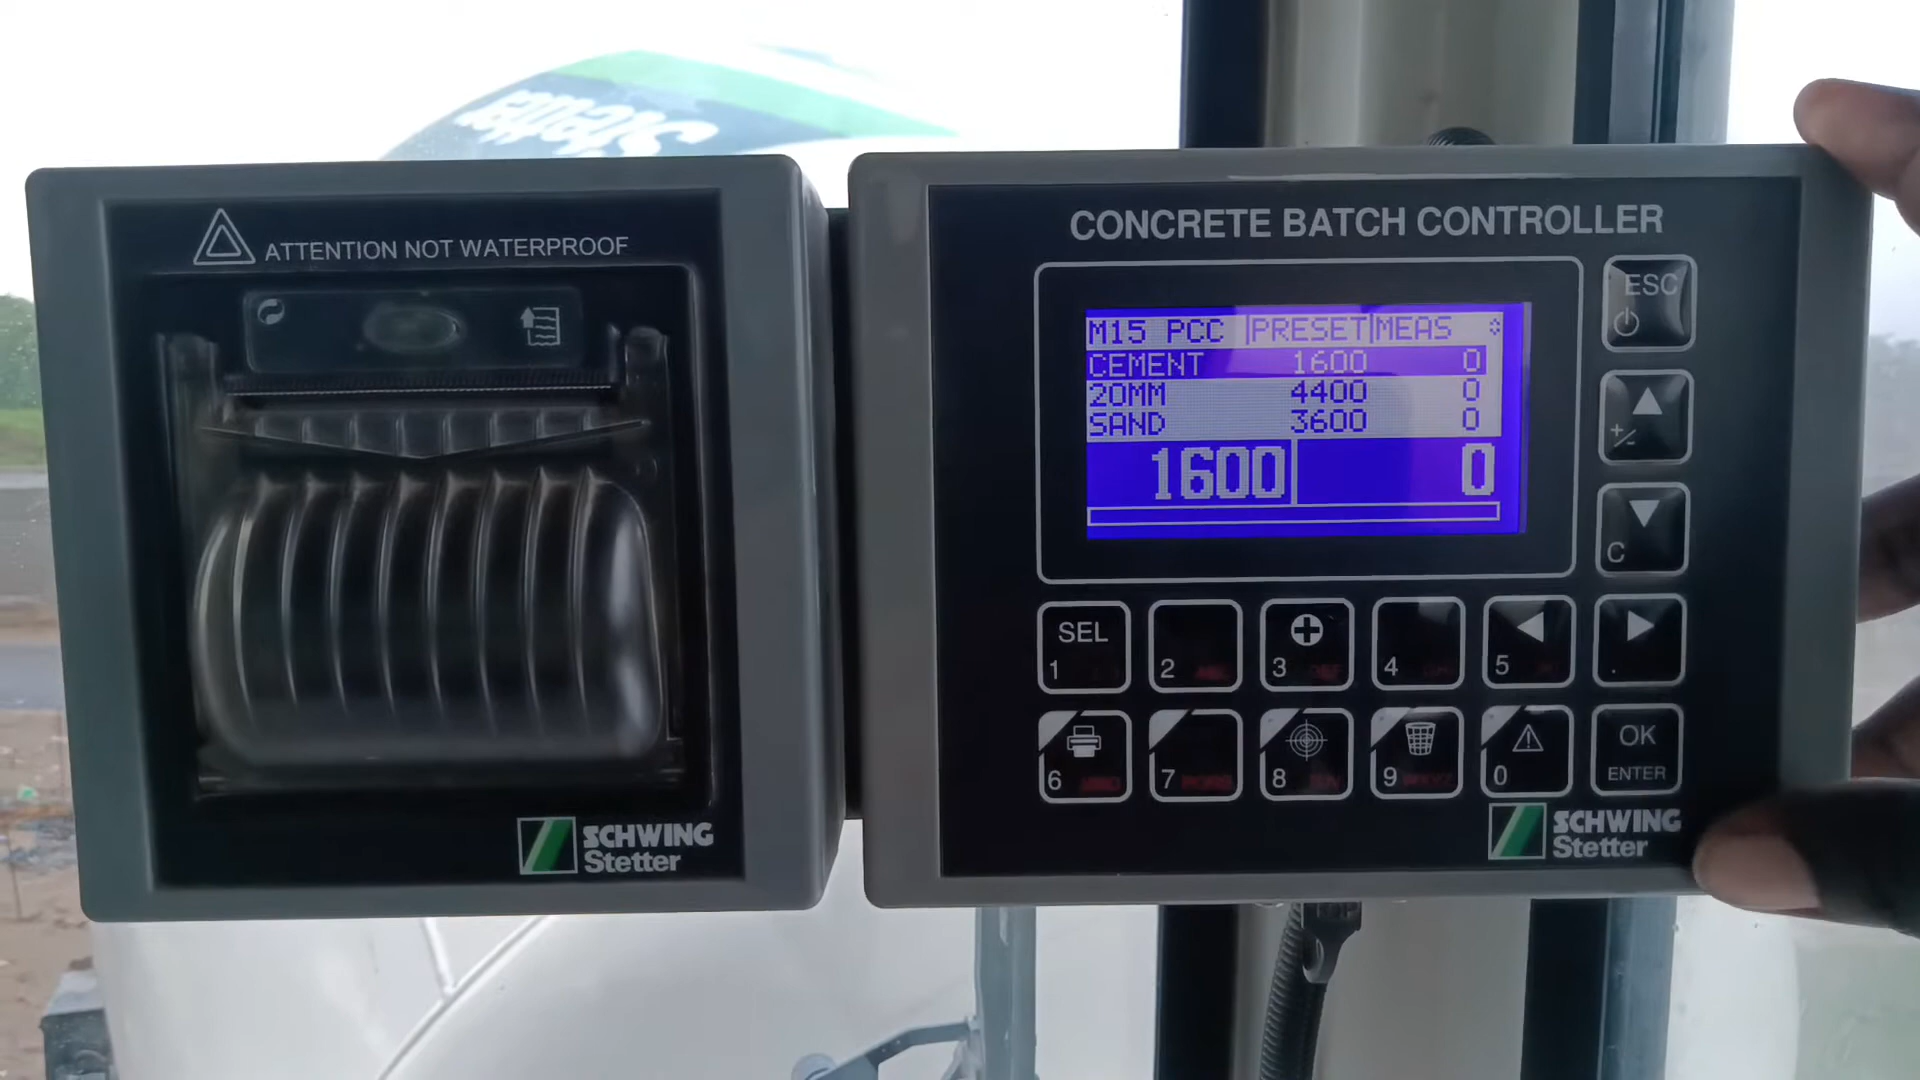 Stetter
ATTENTION NOT WATERPROOF
SCHWING
Stetter
CONCRETE BATCH CONTROLLER
M15 PCC |PRESET|MEAS
CEMENT 1600 0
20MM 4400 0
SAND 3600 0
1600 0
ESC
+/-
C
SEL
1
2
3
4
5
.
6
7
8
9
0
OK
ENTER
SCHWING
Stetter